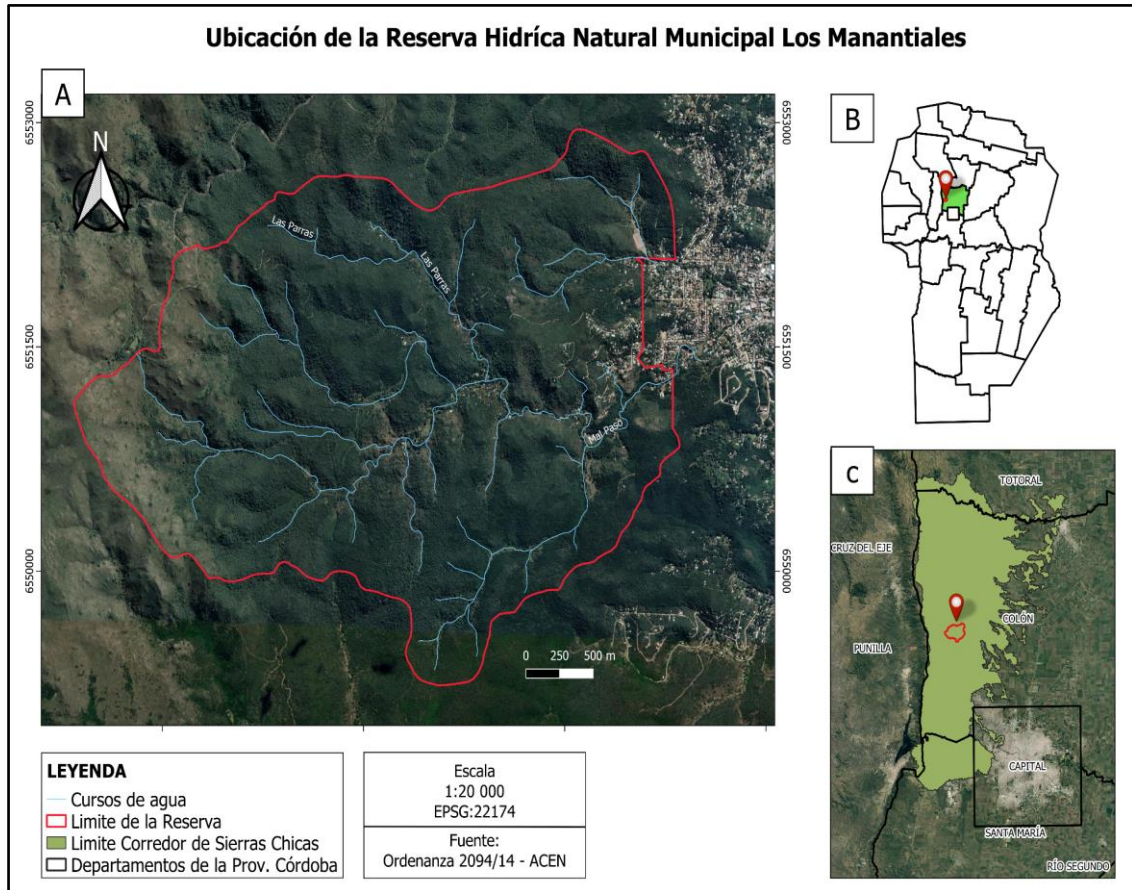 Ubicación de la Reserva Hidríca Natural Municipal Los Manantiales
A
N
6553000
6551500
6550000
6553000
6551500
6550000
Las Parras
Las Parras
Mal Paso
0 250 500 m
B
C
TOTORAL
CRUZ DEL EJE
COLÓN
PUNILLA
CAPITAL
SANTA MARÍA
RÍO SEGUNDO
LEYENDA
Cursos de agua
Limite de la Reserva
Limite Corredor de Sierras Chicas
Departamentos de la Prov. Córdoba
Escala
1:20 000
EPSG:22174
Fuente:
Ordenanza 2094/14 - ACEN